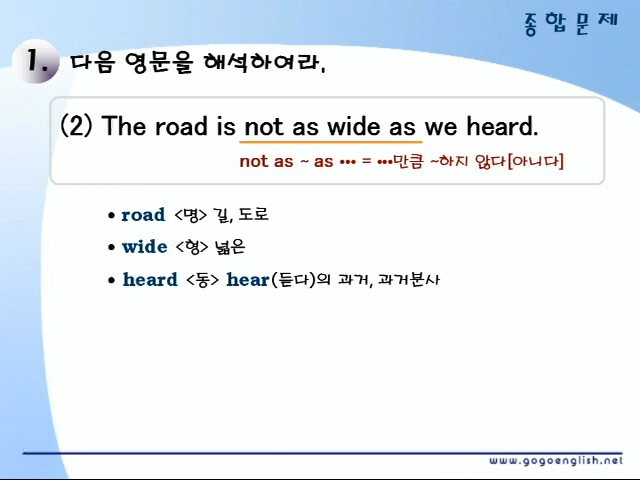 종합문제
1. 다음 영문을 해석하여라.
(2) The road is not as wide as we heard.
not as ~ as ••• = •••만큼 ~하지 않다[아니다]
• road <명> 길, 도로
• wide <형> 넓은
• heard <동> hear(듣다)의 과거, 과거분사
www.gogoenglish.net